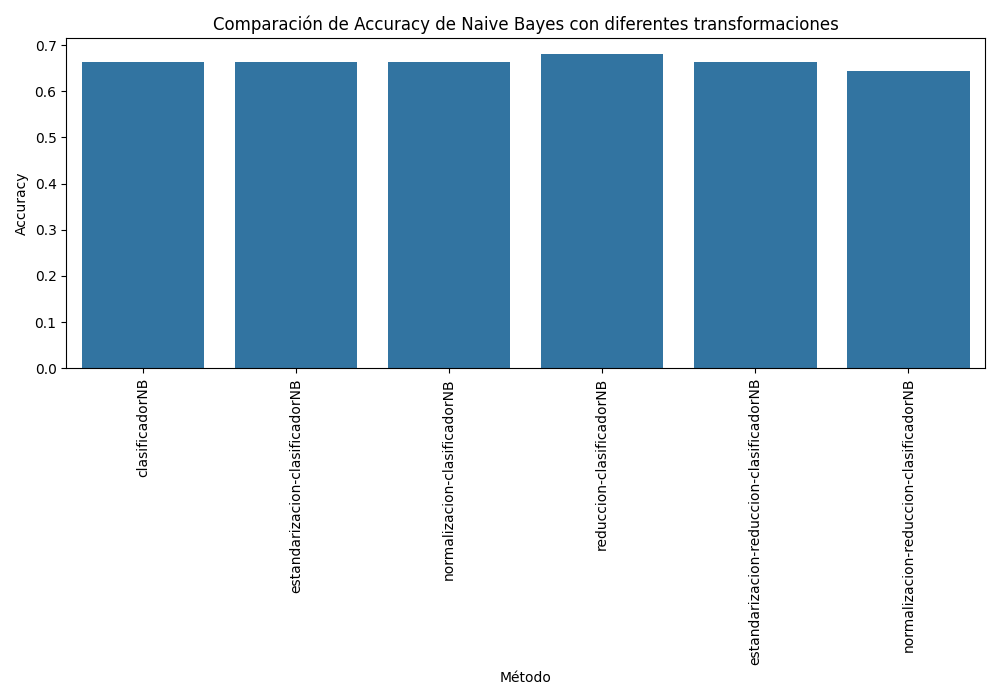 Comparación de Accuracy de Naive Bayes con diferentes transformaciones
Accuracy
0.7
0.6
0.5
0.4
0.3
0.2
0.1
0.0
clasificadorNB
estandarizacion-clasificadorNB
normalizacion-clasificadorNB
reduccion-clasificadorNB
estandarizacion-reduccion-clasificadorNB
normalizacion-reduccion-clasificadorNB
Método